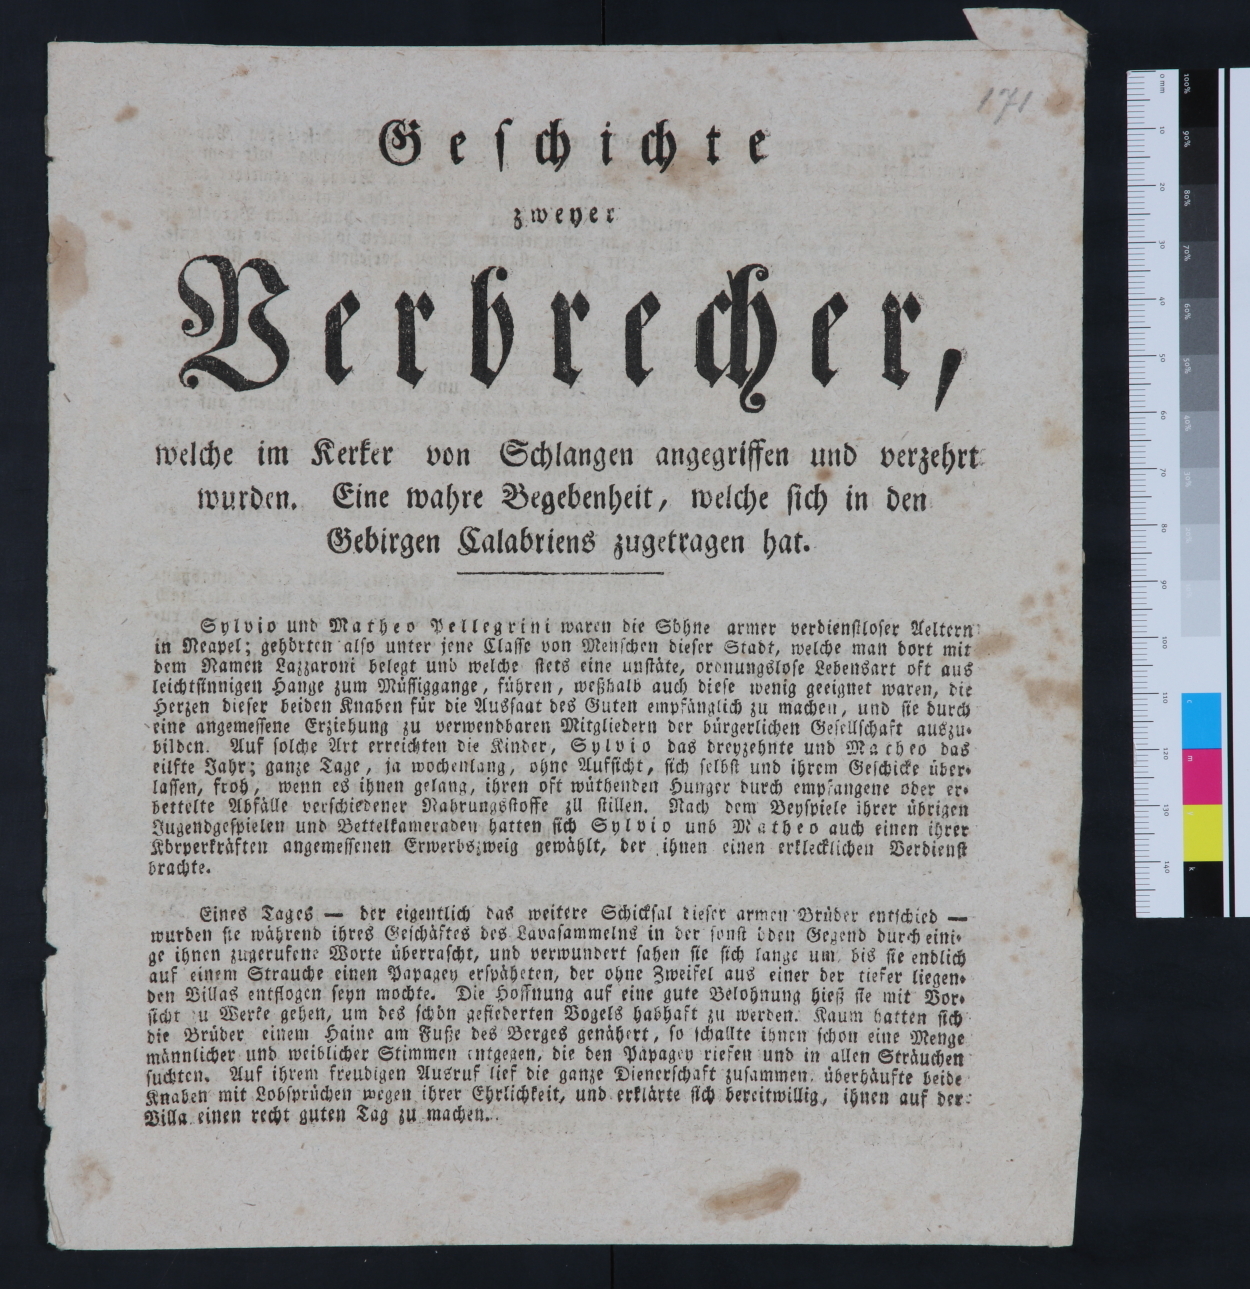 171
Geschichte
zweyer
Verbrecher,
welche im Kerker von Schlangen angegriffen und verzehrt
wurden. Eine wahre Begebenheit, welche sich in den
Gebirgen Calabriens zugetragen hat.
Sylvio und Matheo Pellegrini waren die Söhne armer verdienstloser Aeltern
in Neapel; gehörten also unter jene Classe von Menschen dieser Stadt, welche man dort mit
dem Namen Lazzaroni belegt und welche stets eine unstäte, ordnungslose Lebensart oft aus
leichtsinnigen Hange zum Müssiggange, führen, weßhalb auch diese wenig geeignet waren, die
Herzen dieser beiden Knaben für die Aussaat des Guten empfänglich zu machen, und sie durch
eine angemessene Erziehung zu verwendbaren Mitgliedern der bürgerlichen Gesellschaft auszu-
bilden. Auf solche Art erreichten die Kinder, Sylvio das dreyzehnte und Matheo das
eilfte Jahr; ganze Tage, ja wochenlang, ohne Aufsicht, sich selbst und ihrem Geschicke über-
lassen, froh, wenn es ihnen gelang, ihren oft wüthenden Hunger durch empfangene oder er-
bettelte Abfälle verschiedener Nahrungsstoffe zu stillen. Nach dem Beyspiele ihrer übrigen
Jugendgespielen und Bettelkameraden hatten sich Sylvio und Matheo auch einen ihrer
Körperkräften angemessenen Erwerbszweig gewählt, der ihnen einen erklecklichen Verdienst
brachte.
Eines Tages — der eigentlich das weitere Schicksal dieser armen Brüder entschied —
wurden sie während ihres Geschäftes des Lavasammelns in der sonst öden Gegend durch eini-
ge ihnen zugerufene Worte überrascht, und verwundert sahen sie sich lange um, bis sie endlich
auf einem Strauche einen Papagey erspäheten, der ohne Zweifel aus einer der tiefer liegen-
den Villas entflogen seyn mochte. Die Hoffnung auf eine gute Belohnung hieß sie mit Vor-
sicht zu Werke gehen, um des schön gefiederten Vogels habhaft zu werden. Kaum hatten sich
die Brüder einem Haine am Fuße des Berges genähert, so schallte ihnen schon eine Menge
männlicher und weiblicher Stimmen entgegen, die den Papagey riefen und in allen Sträuchen
suchten. Auf ihrem freudigen Ausruf lief die ganze Dienerschaft zusammen, überhäufte beide
Knaben mit Lobsprüchen wegen ihrer Ehrlichkeit, und erklärte sich bereitwillig, ihnen auf der
Villa einen recht guten Tag zu machen.